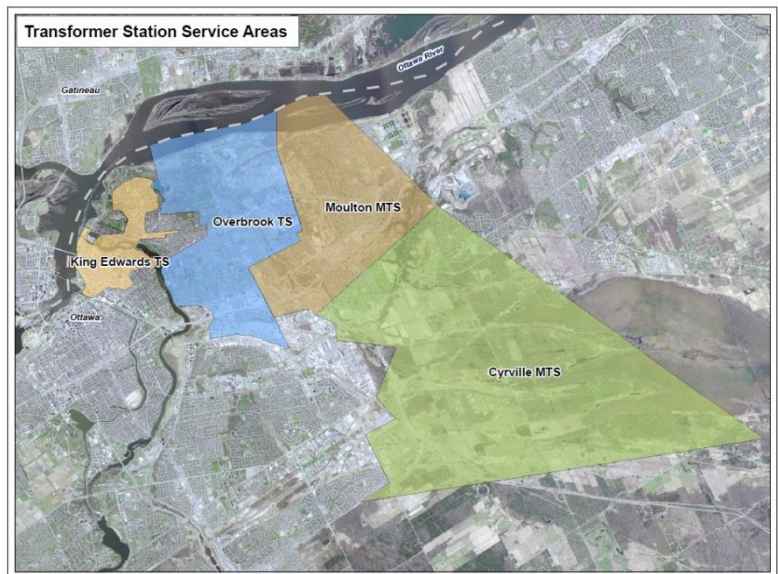 Transformer Station Service Areas
Ottawa River
Gatineau
Moulton MTS
Overbrook TS
King Edwards TS
Ottawa
Cyrville MTS